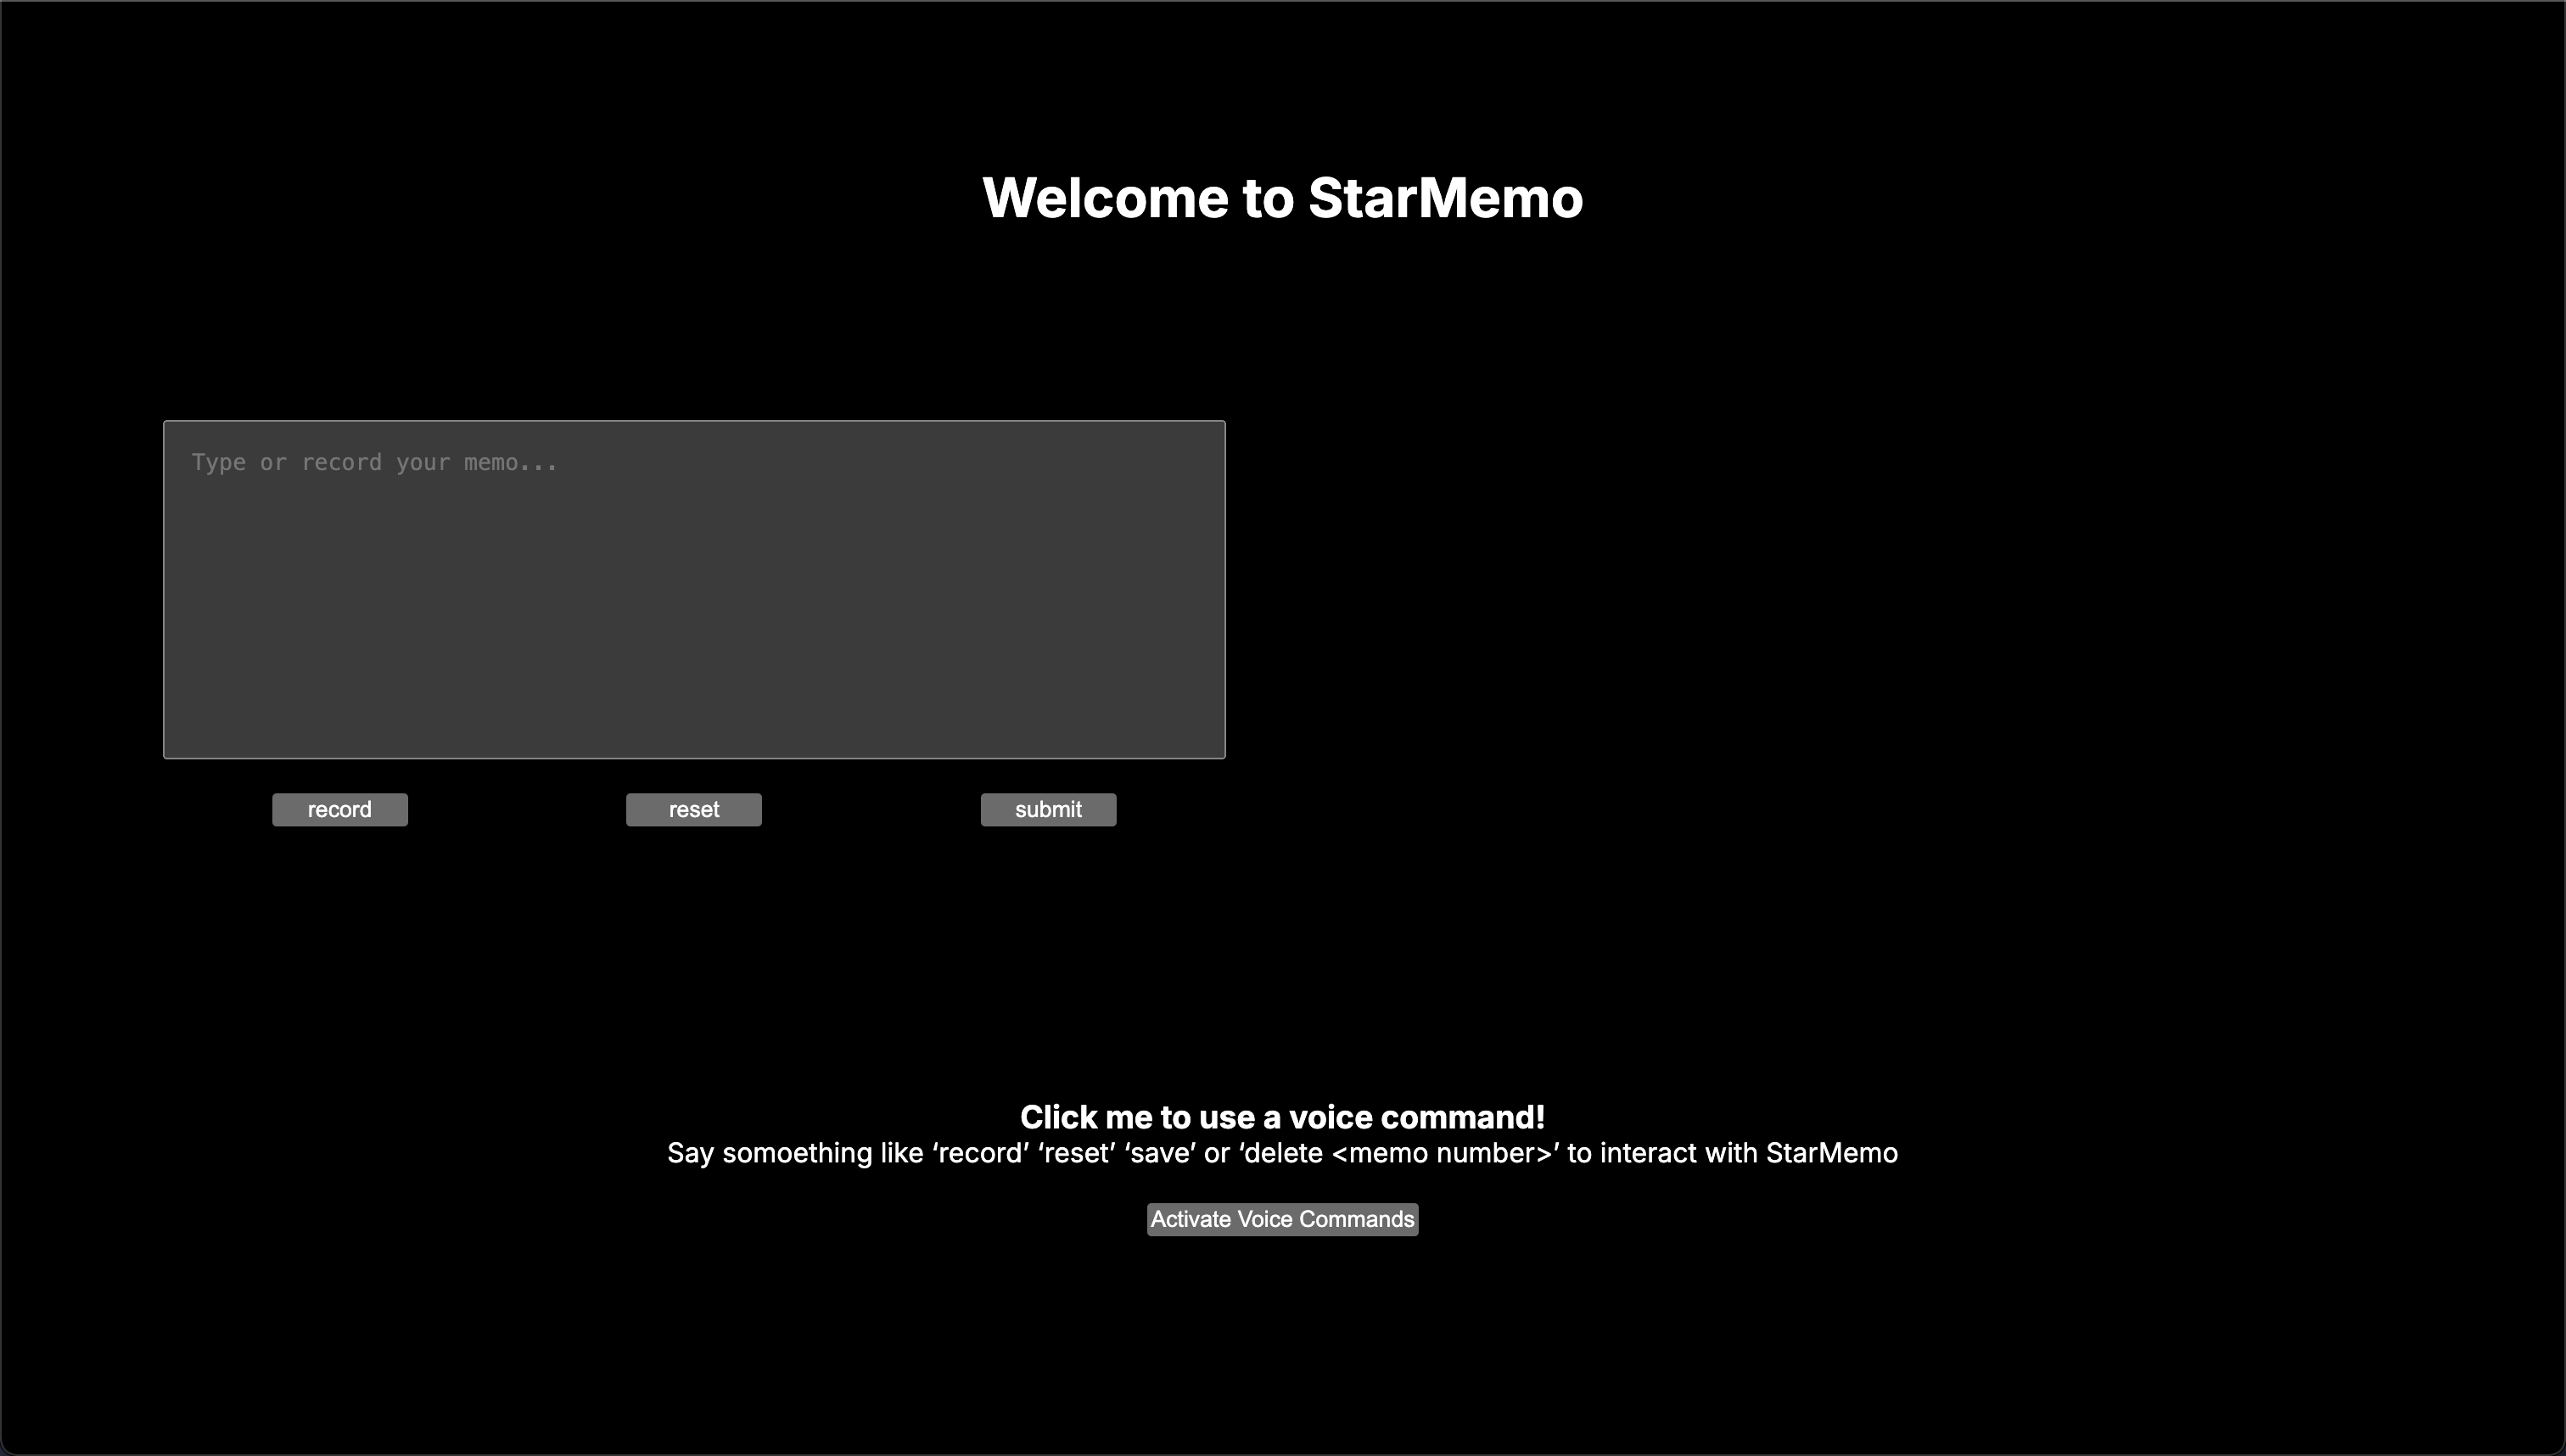 Welcome to StarMemo
Type or record your memo...
record reset submit
Click me to use a voice command!
Say somoething like ‘record’ ‘reset’ ‘save’ or ‘delete <memo number>’ to interact with StarMemo
Activate Voice Commands